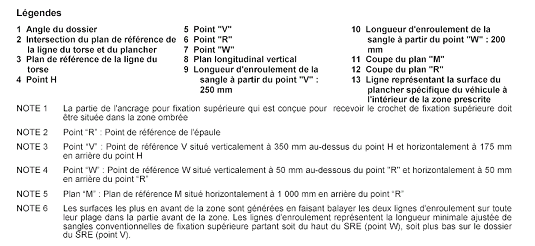 Légendes
1 Angle du dossier
2 Intersection du plan de référence de
la ligne du torse et du plancher
3 Plan de référence de la ligne du
torse
4 Point H
5 Point "V"
6 Point "R"
7 Point "W"
8 Plan longitudinal vertical
9 Longueur d'enroulement de la
sangle à partir du point "V" :
250 mm
10 Longueur d'enroulement de la
sangle à partir du point "W" : 200
mm
11 Coupe du plan "M"
12 Coupe du plan "R"
13 Ligne représentant la surface du
plancher spécifique du véhicule à
l'intérieur de la zone prescrite
NOTE 1 La partie de l'ancrage pour fixation supérieure qui est conçue pour recevoir le crochet de fixation supérieure doit
être située dans la zone ombrée
NOTE 2 Point "R" : Point de référence de l'épaule
NOTE 3 Point "V" : Point de référence V situé verticalement à 350 mm au-dessus du point H et horizontalement à 175 mm
en arrière du point H
NOTE 4 Point "W" : Point de référence W situé verticalement à 50 mm au-dessous du point "R" et horizontalement à 50 mm
en arrière du point "R"
NOTE 5 Plan "M" : Plan de référence M situé horizontalement à 1 000 mm en arrière du point "R"
NOTE 6 Les surfaces les plus en avant de la zone sont générées en faisant balayer les deux lignes d'enroulement sur toute
leur plage dans la partie avant de la zone. Les lignes d'enroulement représentent la longueur minimale ajustée de
sangles conventionnelles de fixation supérieure partant soit du haut du SRE (point W), soit plus bas sur le dossier
du SRE (point V).